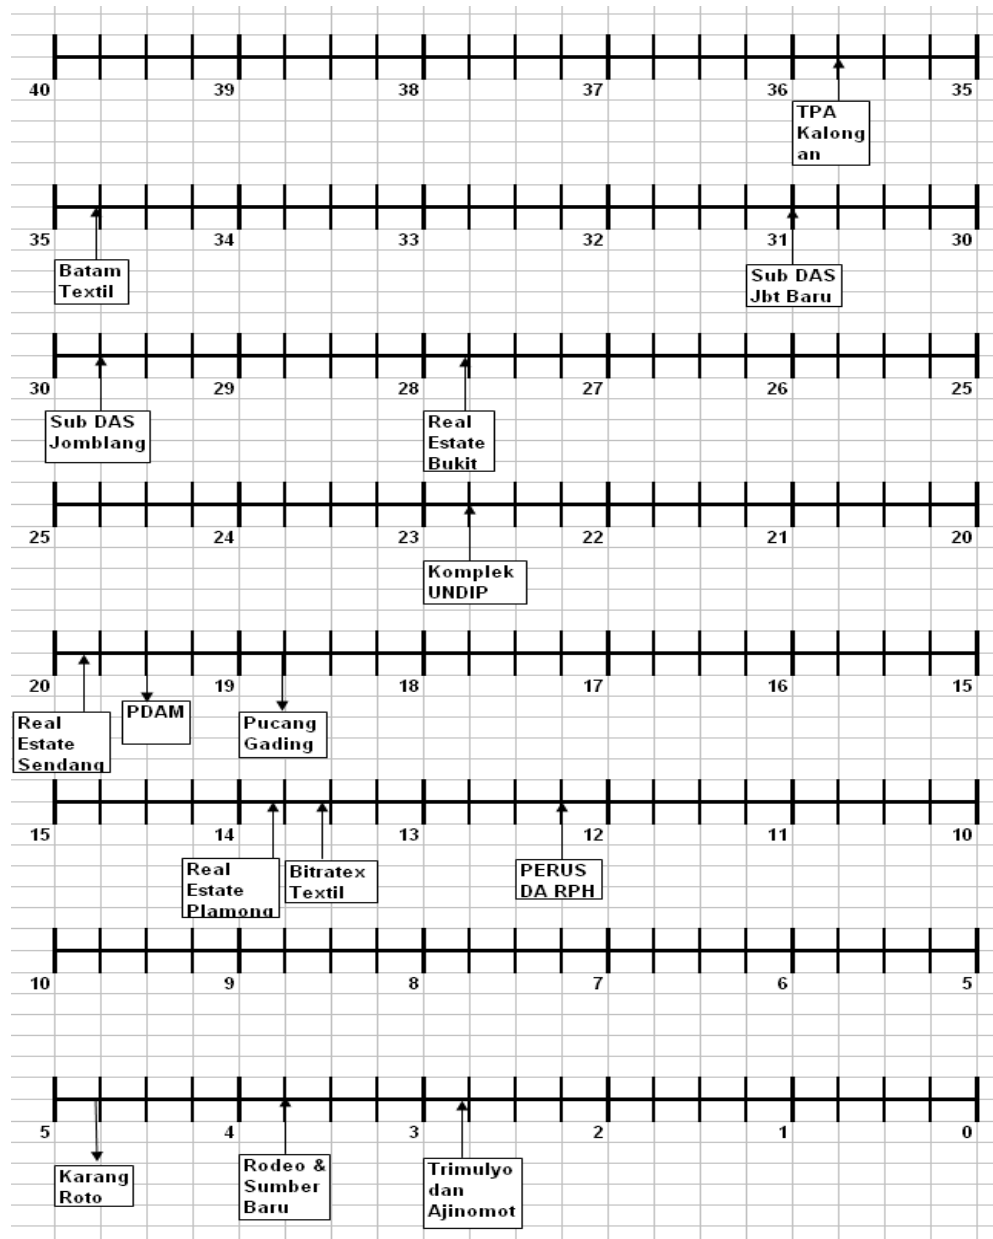 40 39 38 37 36 35
TPA
Kalong
an
35 34 33 32 31 30
Batam
Textil
Sub DAS
Jbt Baru
30 29 28 27 26 25
Sub DAS
Jomblang
Real
Estate
Bukit
25 24 23 22 21 20
Komplek
UNDIP
20 19 18 17 16 15
Real
Estate
Sendang
PDAM
Pucang
Gading
15 14 13 12 11 10
Real
Estate
Plamong
Bitratex
Textil
PERUS
DA RPH
10 9 8 7 6 5
5 4 3 2 1 0
Karang
Roto
Rodeo &
Sumber
Baru
Trimulyo
dan
Ajinomot